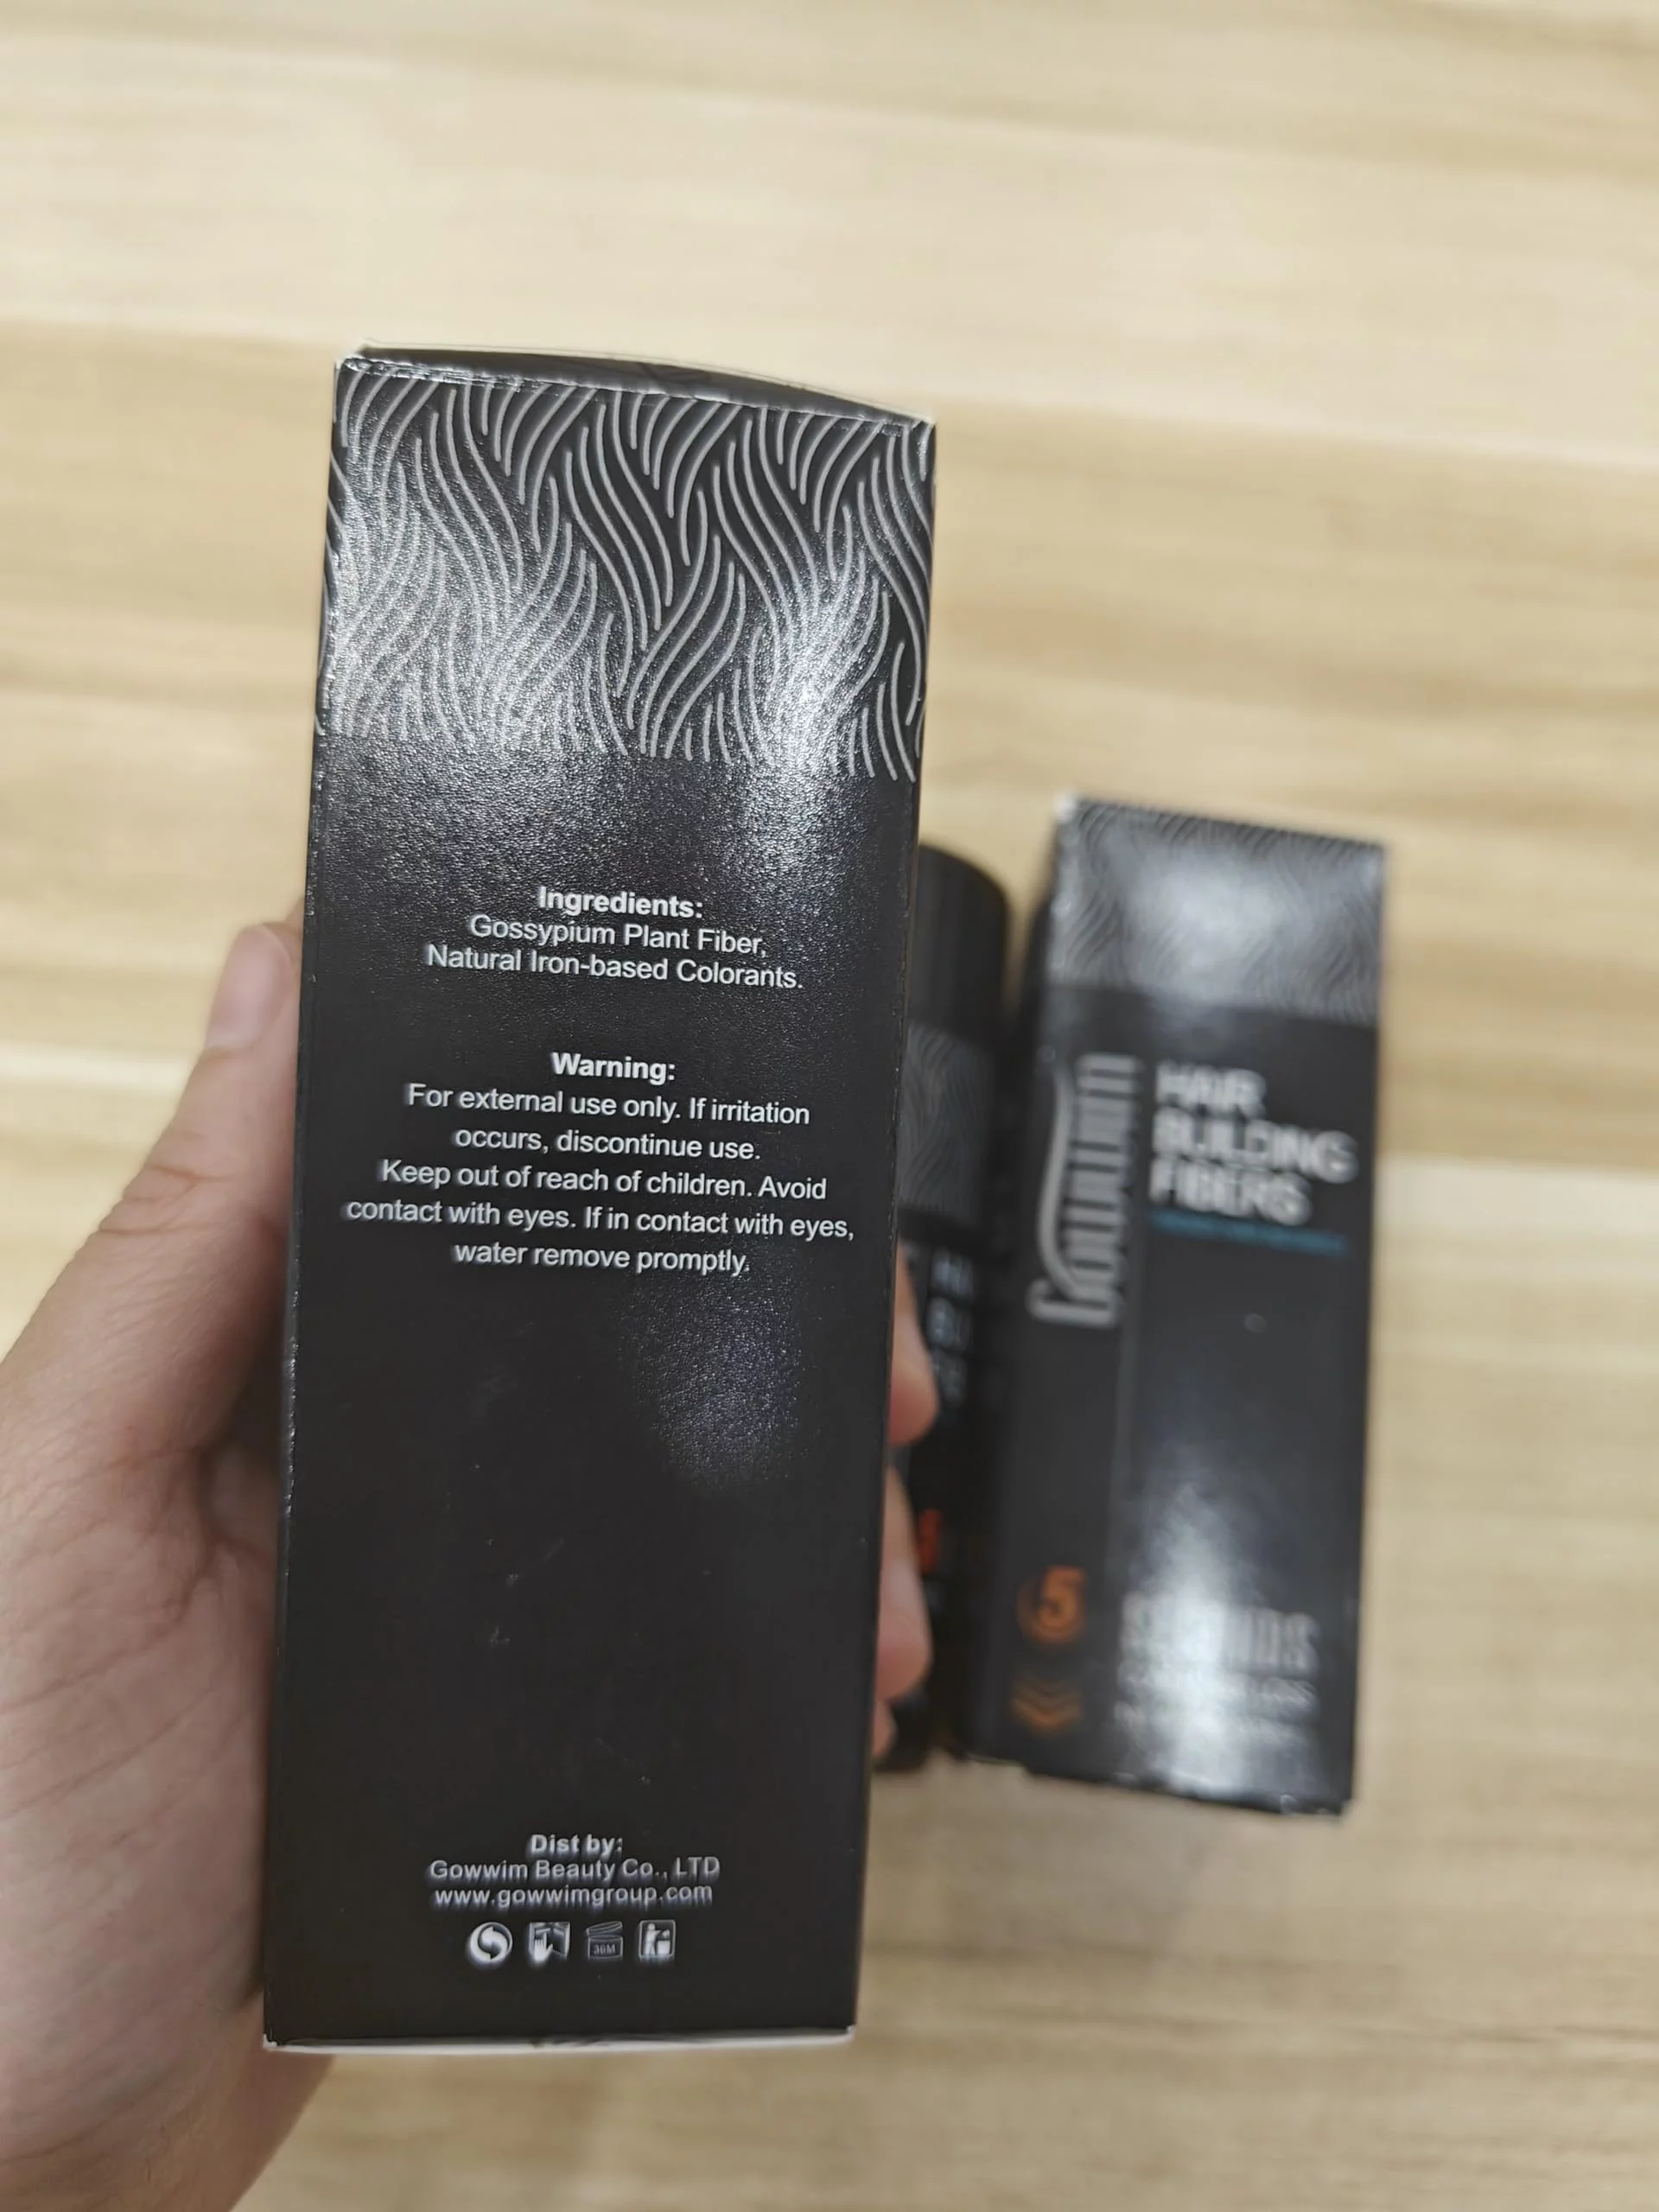 Ingredients:
Gossypium Plant Fiber,
Natural Iron-based Colorants.
Warning:
For external use only. If irritation
occurs, discontinue use.
Keep out of reach of children. Avoid
contact with eyes. If in contact with eyes,
water remove promptly.
Dist by:
Gowwim Beauty Co., LTD
www.gowwimgroup.com
36M
Gowwim
HAIR
BUILDING
FIBERS
5
SECONDS